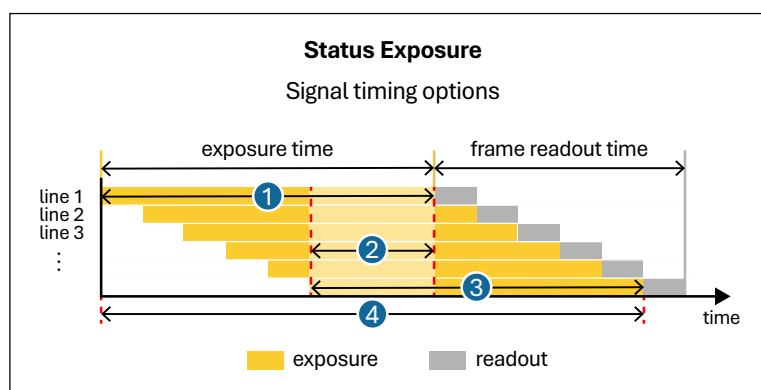 Status Exposure
Signal timing options
exposure time
frame readout time
line 1
line 2
line 3
⋮
1
2
3
4
time
exposure
readout